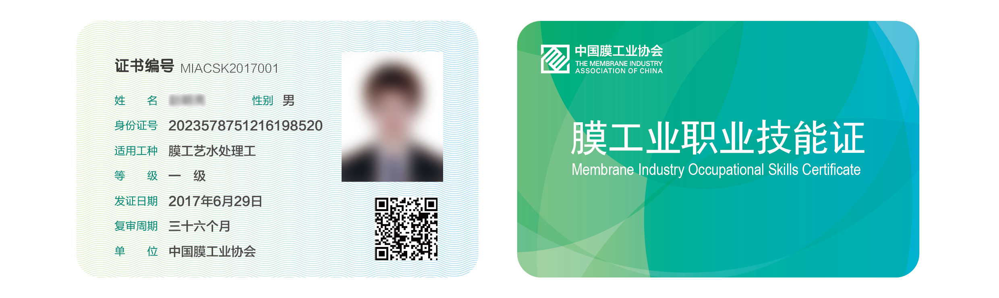 证书编号 MIACSK2017001
姓名 性别 男
身份证号 2023578751216198520
适用工种 膜工艺水处理工
等级 一级
发证日期 2017年6月29日
复审周期 三十六个月
单位 中国膜工业协会
中国膜工业协会
THE MEMBRANE INDUSTRY
ASSOCIATION OF CHINA
膜工业职业技能证
Membrane Industry Occupational Skills Certificate